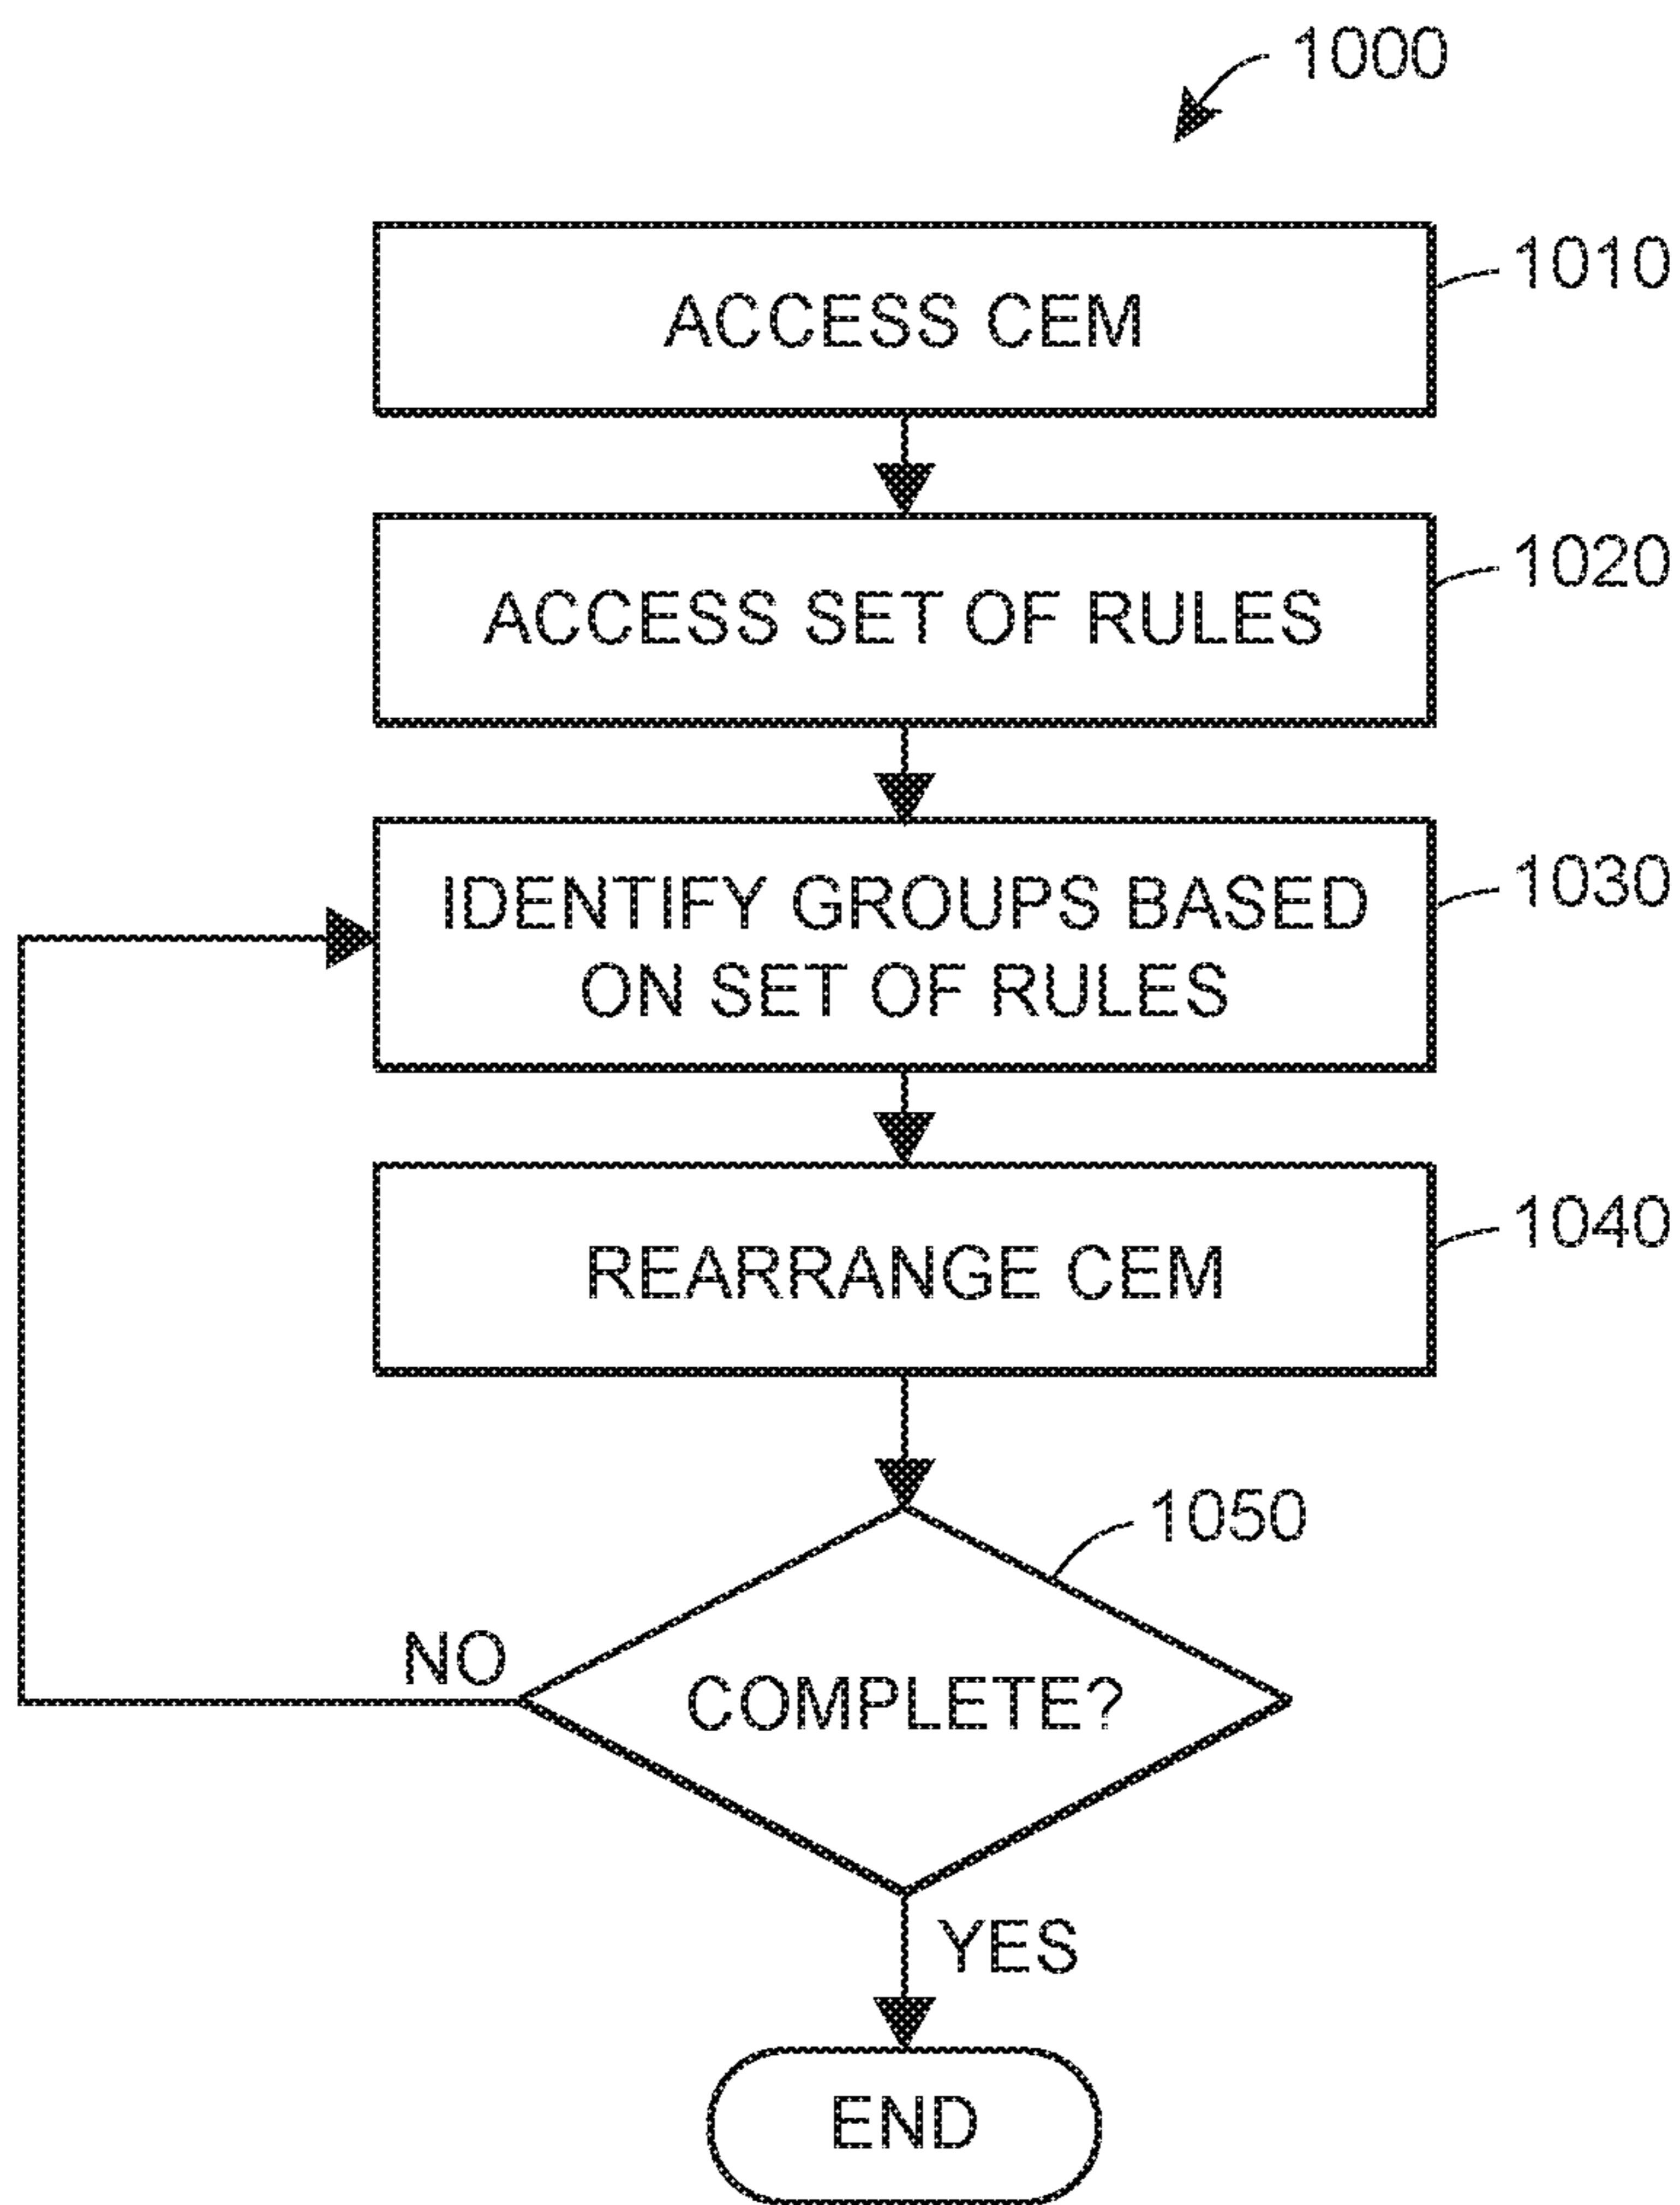 1000
ACCESS CEM
1010
ACCESS SET OF RULES
1020
IDENTIFY GROUPS BASED
ON SET OF RULES
1030
REARRANGE CEM
1040
1050
COMPLETE?
NO
YES
END